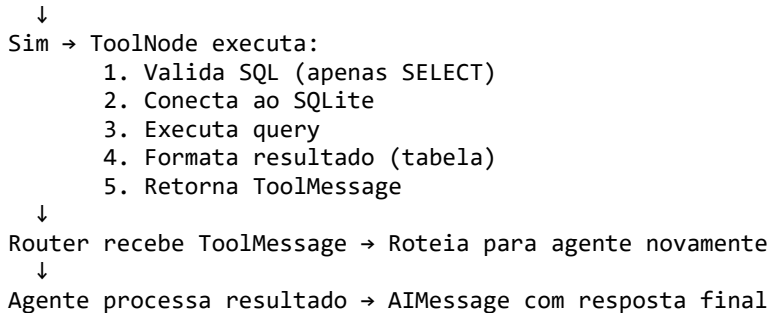 ↓
Sim → ToolNode executa:
1. Valida SQL (apenas SELECT)
2. Conecta ao SQLite
3. Executa query
4. Formata resultado (tabela)
5. Retorna ToolMessage
↓
Router recebe ToolMessage → Roteia para agente novamente
↓
Agente processa resultado → AIMessage com resposta final